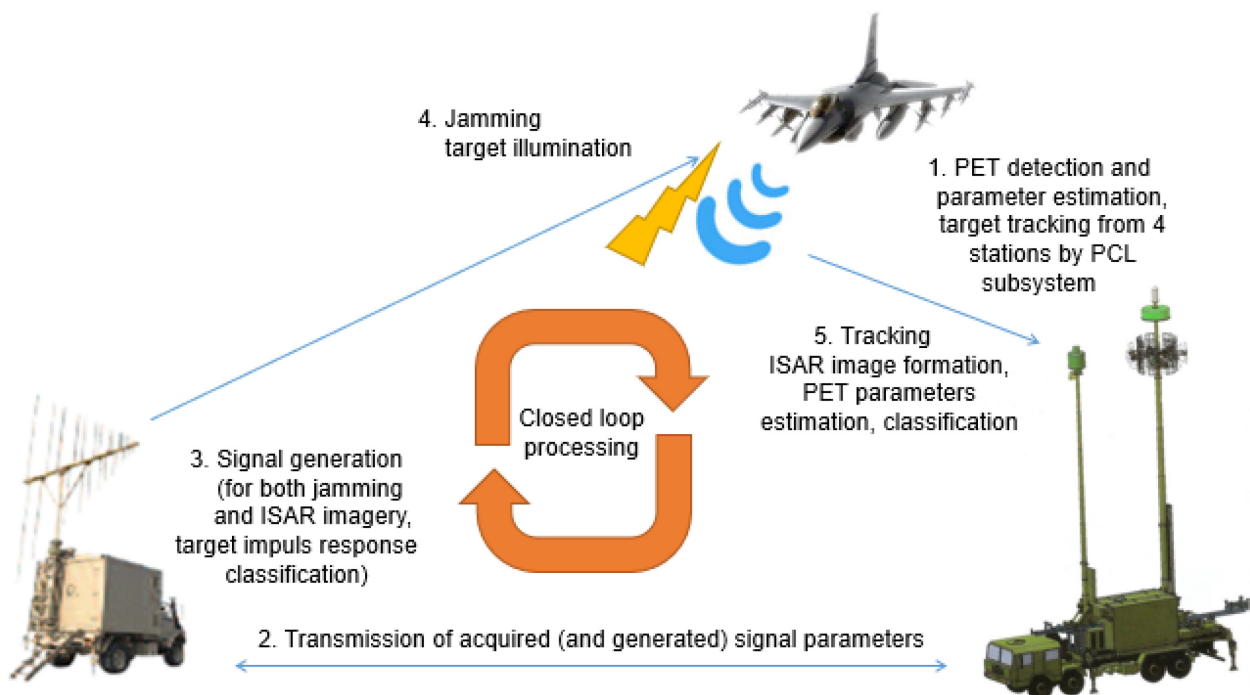 4. Jamming
target illumination
1. PET detection and
parameter estimation,
target tracking from 4
stations by PCL
subsystem
5. Tracking
ISAR image formation,
PET parameters
estimation, classification
Closed loop
processing
3. Signal generation
(for both jamming
and ISAR imagery,
target impuls response
classification)
2. Transmission of acquired (and generated) signal parameters